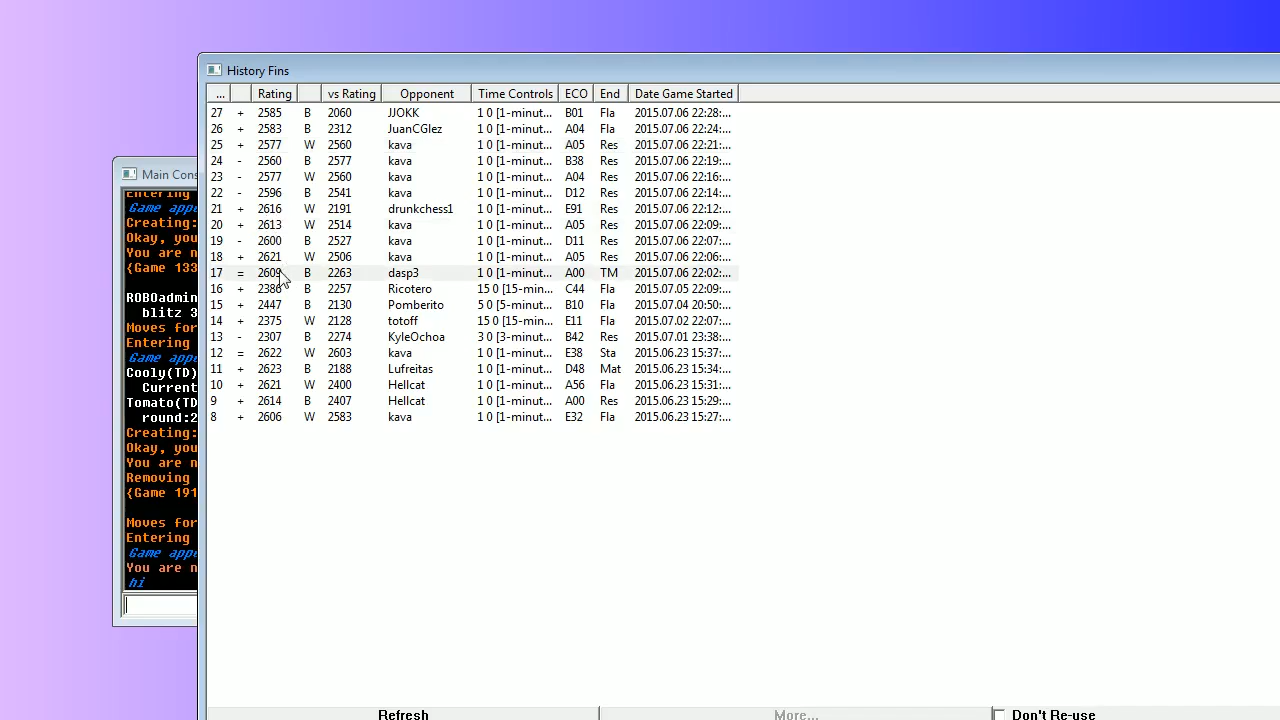 History Fins
... Rating vs Rating Opponent Time Controls ECO End Date Game Started
27 + 2585 B 2060 JJOKK 1 0 [1-minut... B01 Fla 2015.07.06 22:28:...
26 + 2583 B 2312 JuanCGlez 1 0 [1-minut... A04 Fla 2015.07.06 22:24:...
25 + 2577 W 2560 kava 1 0 [1-minut... A05 Res 2015.07.06 22:21:...
24 - 2560 B 2577 kava 1 0 [1-minut... B38 Res 2015.07.06 22:19:...
23 - 2577 W 2560 kava 1 0 [1-minut... A04 Res 2015.07.06 22:16:...
22 - 2596 B 2541 kava 1 0 [1-minut... D12 Res 2015.07.06 22:14:...
21 + 2616 W 2191 drunkchess1 1 0 [1-minut... E91 Res 2015.07.06 22:12:...
20 + 2613 W 2514 kava 1 0 [1-minut... A05 Res 2015.07.06 22:09:...
19 - 2600 B 2527 kava 1 0 [1-minut... D11 Res 2015.07.06 22:07:...
18 + 2621 W 2506 kava 1 0 [1-minut... A05 Res 2015.07.06 22:06:...
17 = 2609 B 2263 dasp3 1 0 [1-minut... A00 TM 2015.07.06 22:02:...
16 + 2380 B 2257 Ricotero 15 0 [15-min... C44 Fla 2015.07.05 22:09:...
15 + 2447 B 2130 Pomberito 5 0 [5-minut... B10 Fla 2015.07.04 20:50:...
14 + 2375 W 2128 totoff 15 0 [15-min... E11 Fla 2015.07.02 22:07:...
13 - 2307 B 2274 KyleOchoa 3 0 [3-minut... B42 Res 2015.07.01 23:38:...
12 = 2622 W 2603 kava 1 0 [1-minut... E38 Sta 2015.06.23 15:37:...
11 + 2623 B 2188 Lufreitas 1 0 [1-minut... D48 Mat 2015.06.23 15:34:...
10 + 2621 W 2400 Hellcat 1 0 [1-minut... A56 Fla 2015.06.23 15:31:...
9 + 2614 B 2407 Hellcat 1 0 [1-minut... A00 Res 2015.06.23 15:29:...
8 + 2606 W 2583 kava 1 0 [1-minut... E32 Fla 2015.06.23 15:27:...
Refresh More... Don't Re-use
Main Cons
Entering
Game appe
Creating:
Okay, you
You are n
{Game 133
ROBOadmin
blitz 3
Moves for
Entering
Game appe
Cooly(TD)
Current
Tomato(TD
round:2
Creating:
Okay, you
You are n
Removing
{Game 191
Moves for
Entering
Game appe
You are n
hi